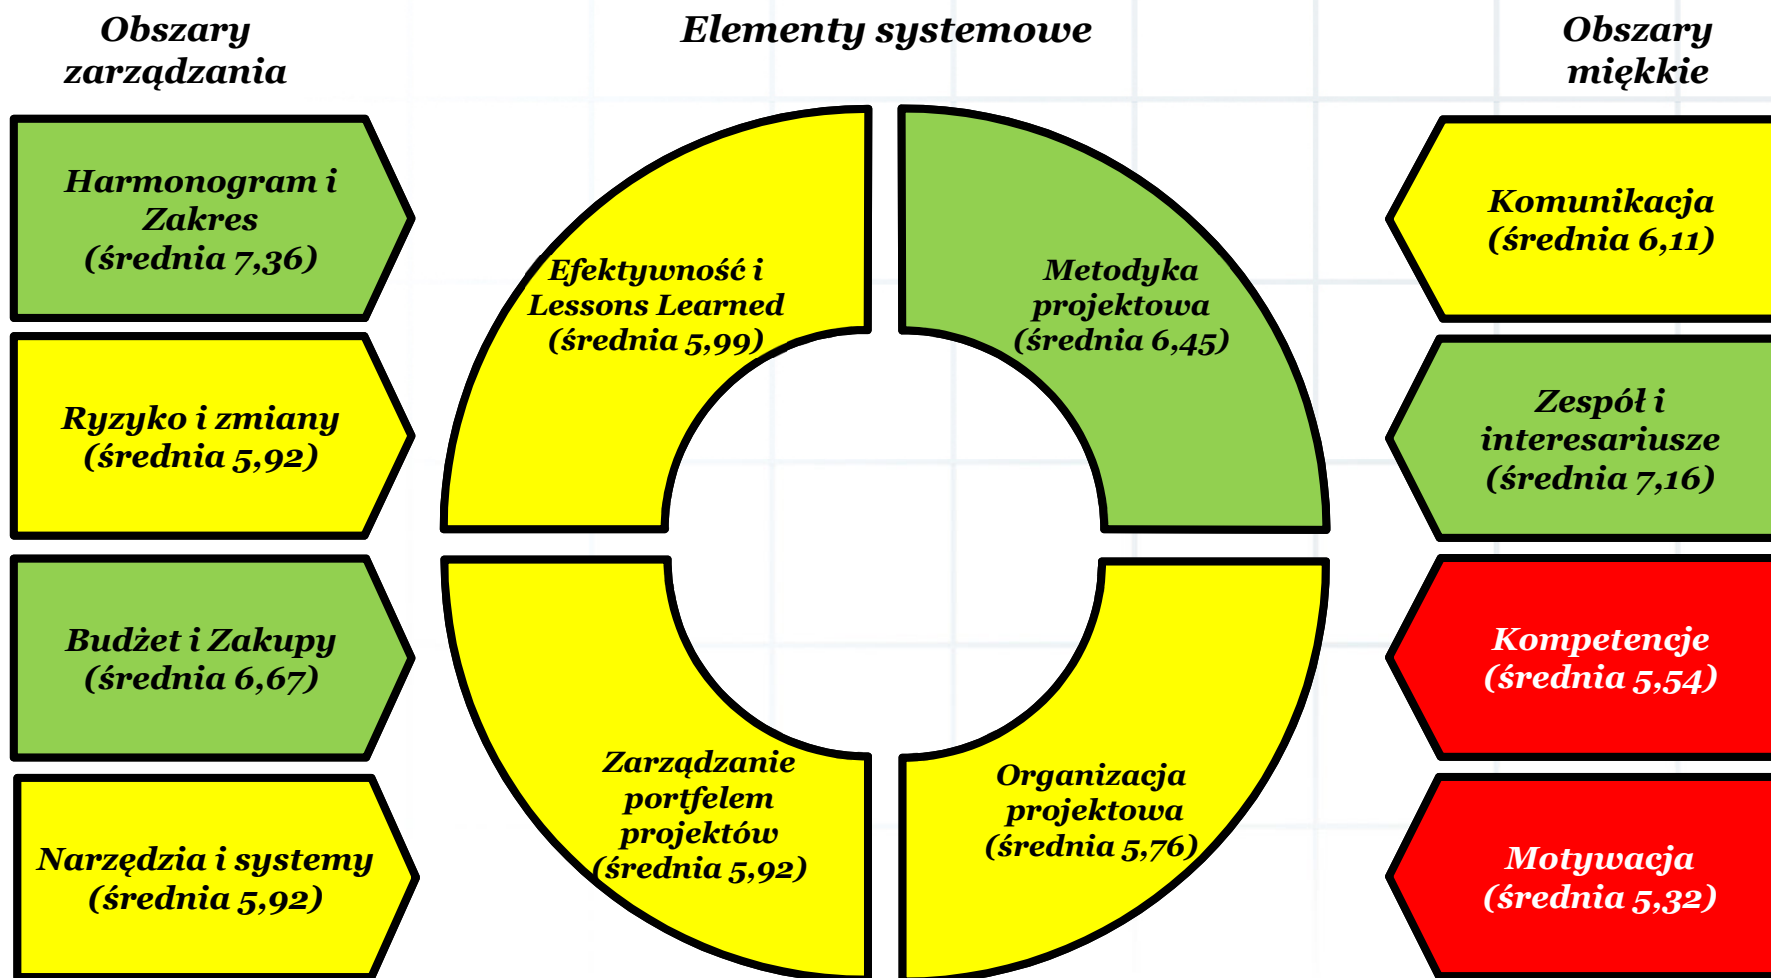 Obszary
zarządzania
Elementy systemowe
Obszary
miękkie
Harmonogram i
Zakres
(średnia 7,36)
Ryzyko i zmiany
(średnia 5,92)
Budżet i Zakupy
(średnia 6,67)
Narzędzia i systemy
(średnia 5,92)
Efektywność i
Lessons Learned
(średnia 5,99)
Metodyka
projektowa
(średnia 6,45)
Zarządzanie
portfelem
projektów
(średnia 5,92)
Organizacja
projektowa
(średnia 5,76)
Komunikacja
(średnia 6,11)
Zespół i
interesariusze
(średnia 7,16)
Kompetencje
(średnia 5,54)
Motywacja
(średnia 5,32)